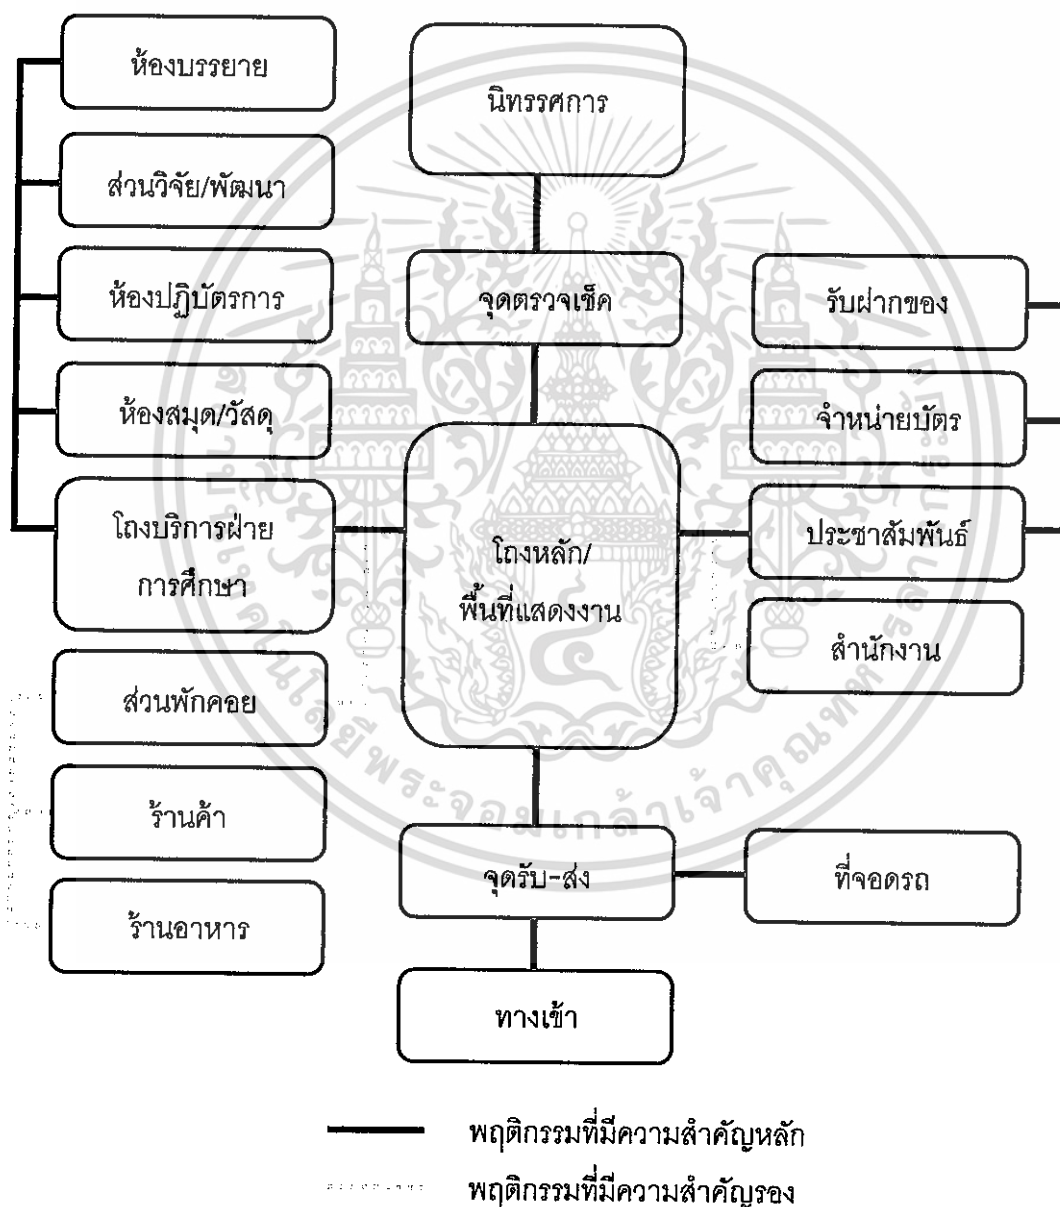 ห้องบรรยาย
ส่วนวิจัย/พัฒนา
ห้องปฏิบัตรการ
ห้องสมุด/วัสดุ
โถงบริการฝ่าย
การศึกษา
ส่วนพักคอย
ร้านค้า
ร้านอาหาร
นิทรรศการ
จุดตรวจเช็ค
โถงหลัก/
พื้นที่แสดงงาน
จุดรับ-ส่ง
ทางเข้า
รับฝากของ
จำหน่ายบัตร
ประชาสัมพันธ์
สำนักงาน
ที่จอดรถ
พฤติกรรมที่มีความสำคัญหลัก
พฤติกรรมที่มีความสำคัญรอง